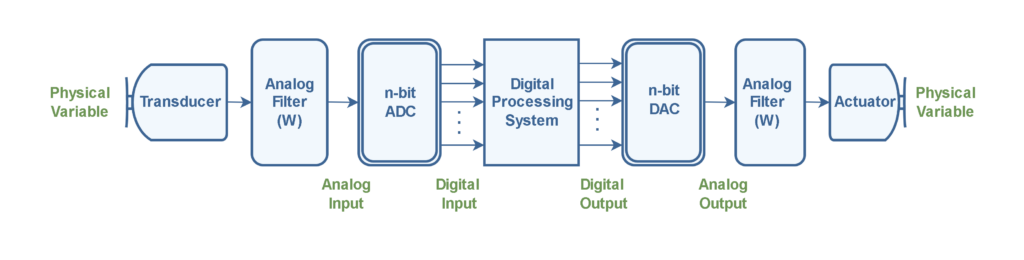 Physical
Variable
Transducer
Analog
Filter
(W)
Analog
Input
n-bit
ADC
Digital
Input
Digital
Processing
System
Digital
Output
n-bit
DAC
Analog
Output
Analog
Filter
(W)
Actuator
Physical
Variable